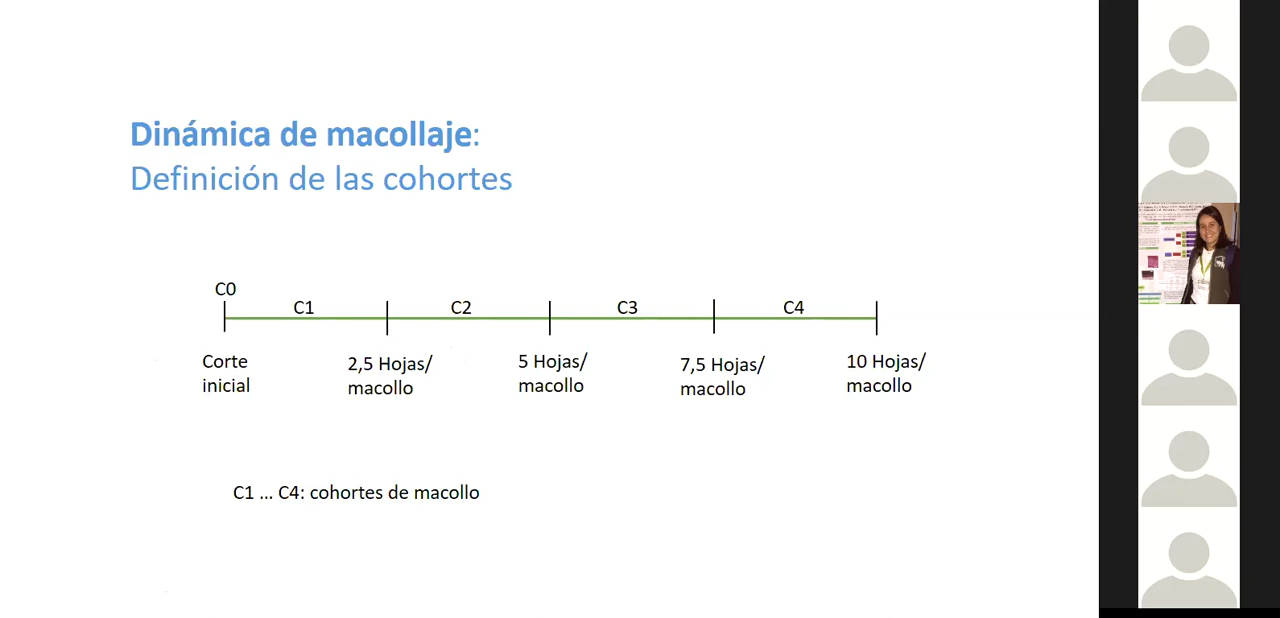 Dinámica de macollaje:
Definición de las cohortes
C0
C1
C2
C3
C4
Corte
inicial
2,5 Hojas/
macollo
5 Hojas/
macollo
7,5 Hojas/
macollo
10 Hojas/
macollo
C1 ... C4: cohortes de macollo